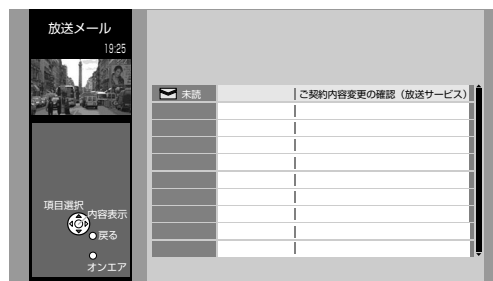 放送メール
19:25
未読 ご契約内容変更の確認（放送サービス）
項目選択
内容表示
戻る
オンエア